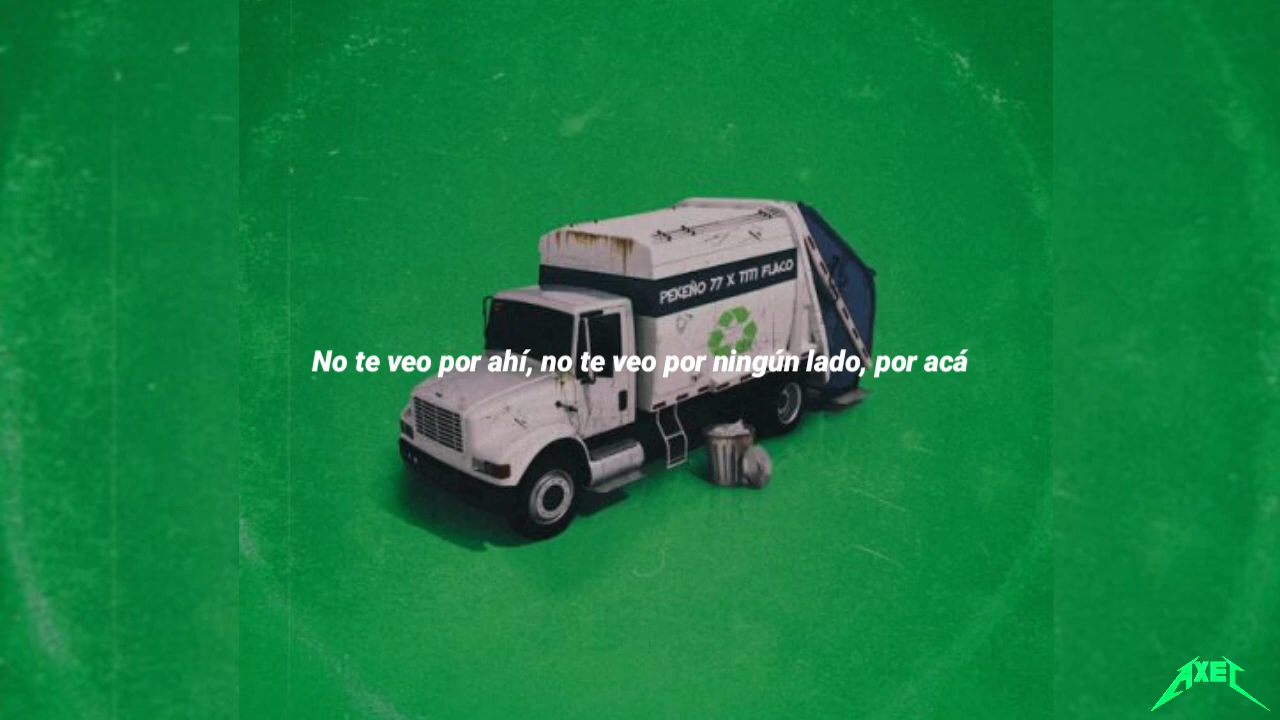 PEKEÑO 77 X TITI FLACO
No te veo por ahí, no te veo por ningún lado, por acá
AXEL